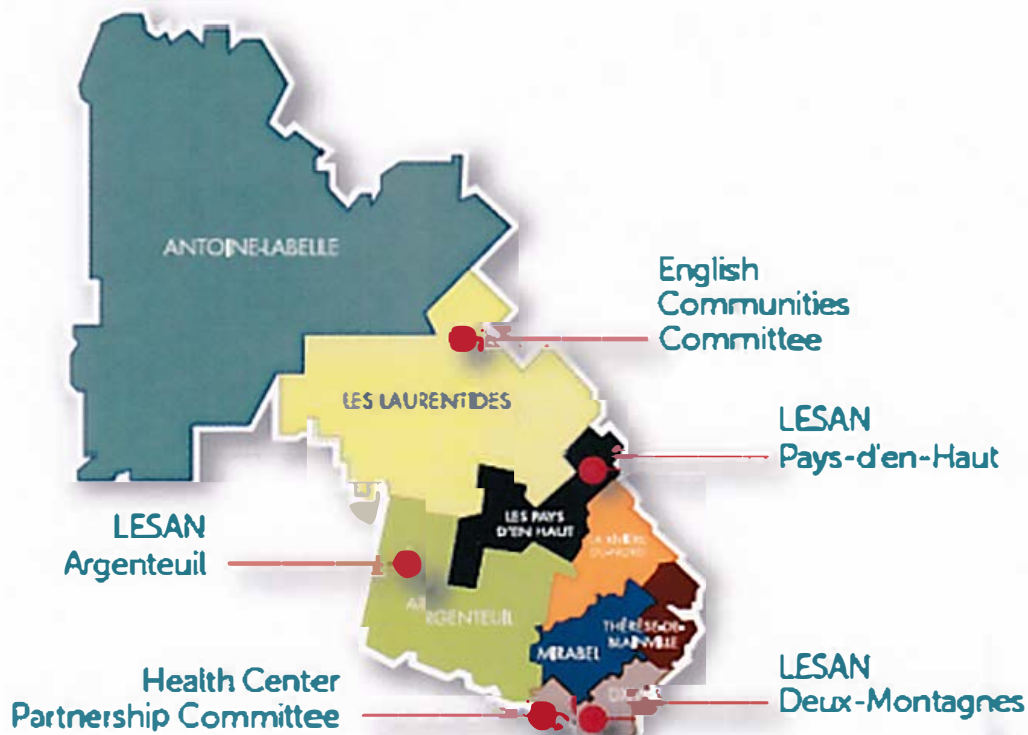 ANTOINE-LABELLE
English
Communities
Committee
LES LAURENTIDES
LESAN
Pays-d'en-Haut
LES PAYS
D'EN HAUT
LESAN
Argenteuil
ARGENTEUIL
THÉRÈSE-DE-
BLAINVILLE
MIRABEL
Health Center
Partnership Committee
LESAN
Deux-Montagnes